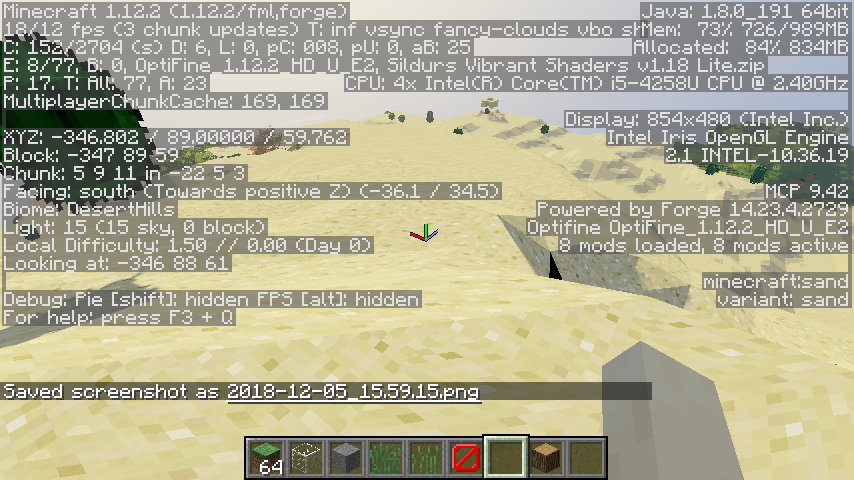 Minecraft 1.12.2 (1.12.2/fml,forge)
18/12 fps (3 chunk updates) T: inf vsync fancy-clouds vbo sh
C: 152/2704 (s) D: 6, L: 0, pC: 008, pU: 0, aB: 25
E: 8/77, B: 0, OptiFine_1.12.2_HD_U_E2, Sildurs Vibrant Shaders v1.18 Lite.zip
P: 17. T: All: 77, A: 23
MultiplayerChunkCache: 169, 169
XYZ: -346.802 / 89.00000 / 59.762
Block: -347 89 59
Chunk: 5 9 11 in -22 5 3
Facing: south (Towards positive Z) (-36.1 / 34.5)
Biome: DesertHills
Light: 15 (15 sky, 0 block)
Local Difficulty: 1.50 // 0.00 (Day 0)
Looking at: -346 88 61
Debug: Pie [shift]: hidden FPS [alt]: hidden
For help: press F3 + Q
Java: 1.8.0_191 64bit
Mem: 73% 726/989MB
Allocated: 84% 834MB
CPU: 4x Intel(R) Core(TM) i5-4258U CPU @ 2.40GHz
Display: 854x480 (Intel Inc.)
Intel Iris OpenGL Engine
2.1 INTEL-10.36.19
MCP 9.42
Powered by Forge 14.23.4.2729
Optifine OptiFine_1.12.2_HD_U_E2
8 mods loaded, 8 mods active
minecraft:sand
variant: sand
Saved screenshot as 2018-12-05_15.59.15.png
64